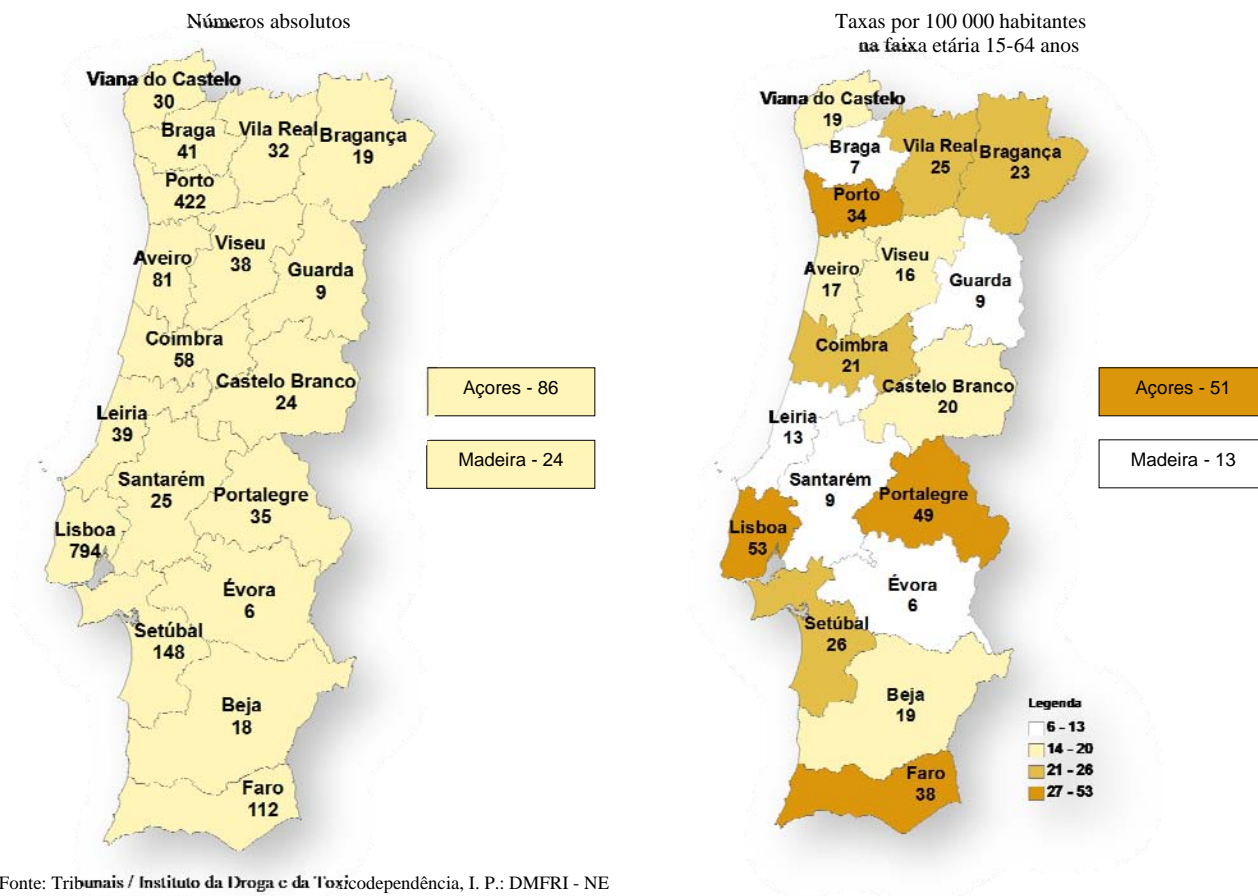 Números absolutos
Viana do Castelo
30
Braga
41
Vila Real
32
Bragança
19
Porto
422
Aveiro
81
Viseu
38
Guarda
9
Coimbra
58
Castelo Branco
24
Leiria
39
Santarém
25
Portalegre
35
Lisboa
794
Évora
6
Setúbal
148
Beja
18
Faro
112
Açores - 86
Madeira - 24
Taxas por 100 000 habitantes
na faixa etária 15-64 anos
Viana do Castelo
19
Braga
7
Vila Real
25
Bragança
23
Porto
34
Aveiro
17
Viseu
16
Guarda
9
Coimbra
21
Castelo Branco
20
Leiria
13
Santarém
9
Portalegre
49
Lisboa
53
Évora
6
Setúbal
26
Beja
19
Faro
38
Açores - 51
Madeira - 13
Legenda
6 - 13
14 - 20
21 - 26
27 - 53
Fonte: Tribunais / Instituto da Droga e da Toxicodependência, I. P.: DMFRI - NE